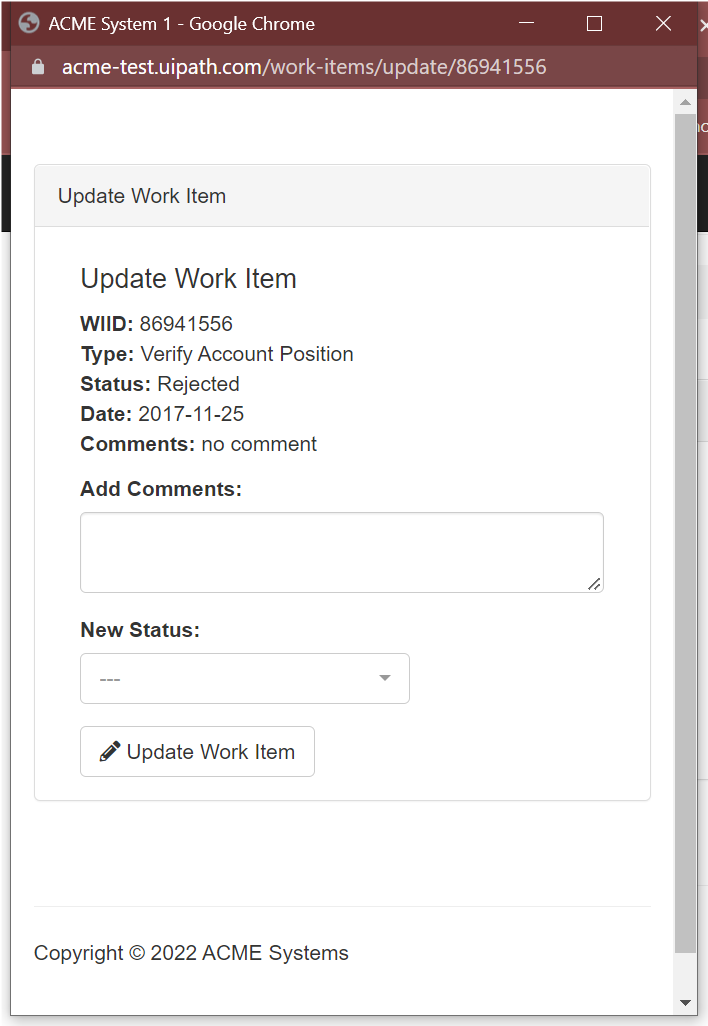 ACME System 1 - Google Chrome
acme-test.uipath.com/work-items/update/86941556
Update Work Item
Update Work Item
WIID: 86941556
Type: Verify Account Position
Status: Rejected
Date: 2017-11-25
Comments: no comment
Add Comments:
New Status:
---
Update Work Item
Copyright © 2022 ACME Systems